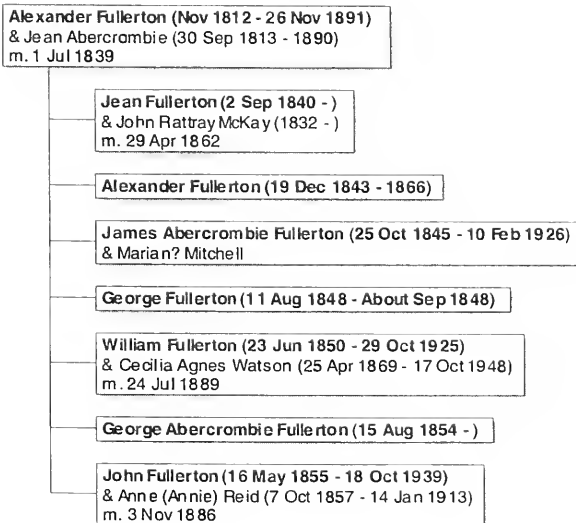 Alexander Fullerton (Nov 1812 - 26 Nov 1891)
& Jean Abercrombie (30 Sep 1813 - 1890)
m. 1 Jul 1839
Jean Fullerton (2 Sep 1840 - )
& John Rattray McKay (1832 - )
m. 29 Apr 1862
Alexander Fullerton (19 Dec 1843 - 1866)
James Abercrombie Fullerton (25 Oct 1845 - 10 Feb 1926)
& Marian? Mitchell
George Fullerton (11 Aug 1848 - About Sep 1848)
William Fullerton (23 Jun 1850 - 29 Oct 1925)
& Cecilia Agnes Watson (25 Apr 1869 - 17 Oct 1948)
m. 24 Jul 1889
George Abercrombie Fullerton (15 Aug 1854 - )
John Fullerton (16 May 1855 - 18 Oct 1939)
& Anne (Annie) Reid (7 Oct 1857 - 14 Jan 1913)
m. 3 Nov 1886